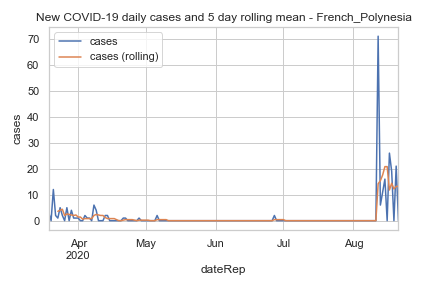 New COVID-19 daily cases and 5 day rolling mean - French_Polynesia
cases
cases (rolling)
cases
70
60
50
40
30
20
10
0
Apr
2020
May
Jun
Jul
Aug
dateRep